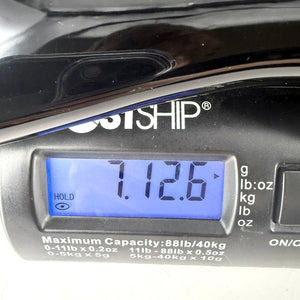 SHIP®
7.12.6
HOLD
g
lb:oz
kg
lb
oz
Maximum Capacity: 88lb/40kg
0-11lb x 0.2oz 11lb - 88lb x 0.5oz
0-5kg x 5g 5kg-40kg x 10g
ON/